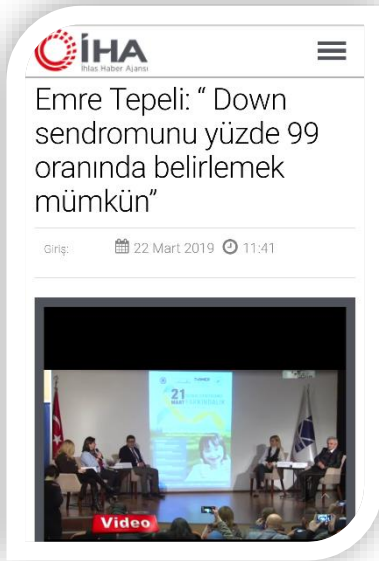 İHA
İhlas Haber Ajansı
Emre Tepeli: “ Down
sendromunu yüzde 99
oranında belirlemek
mümkün”
Giriş: 22 Mart 2019 11:41
21
MART
Video